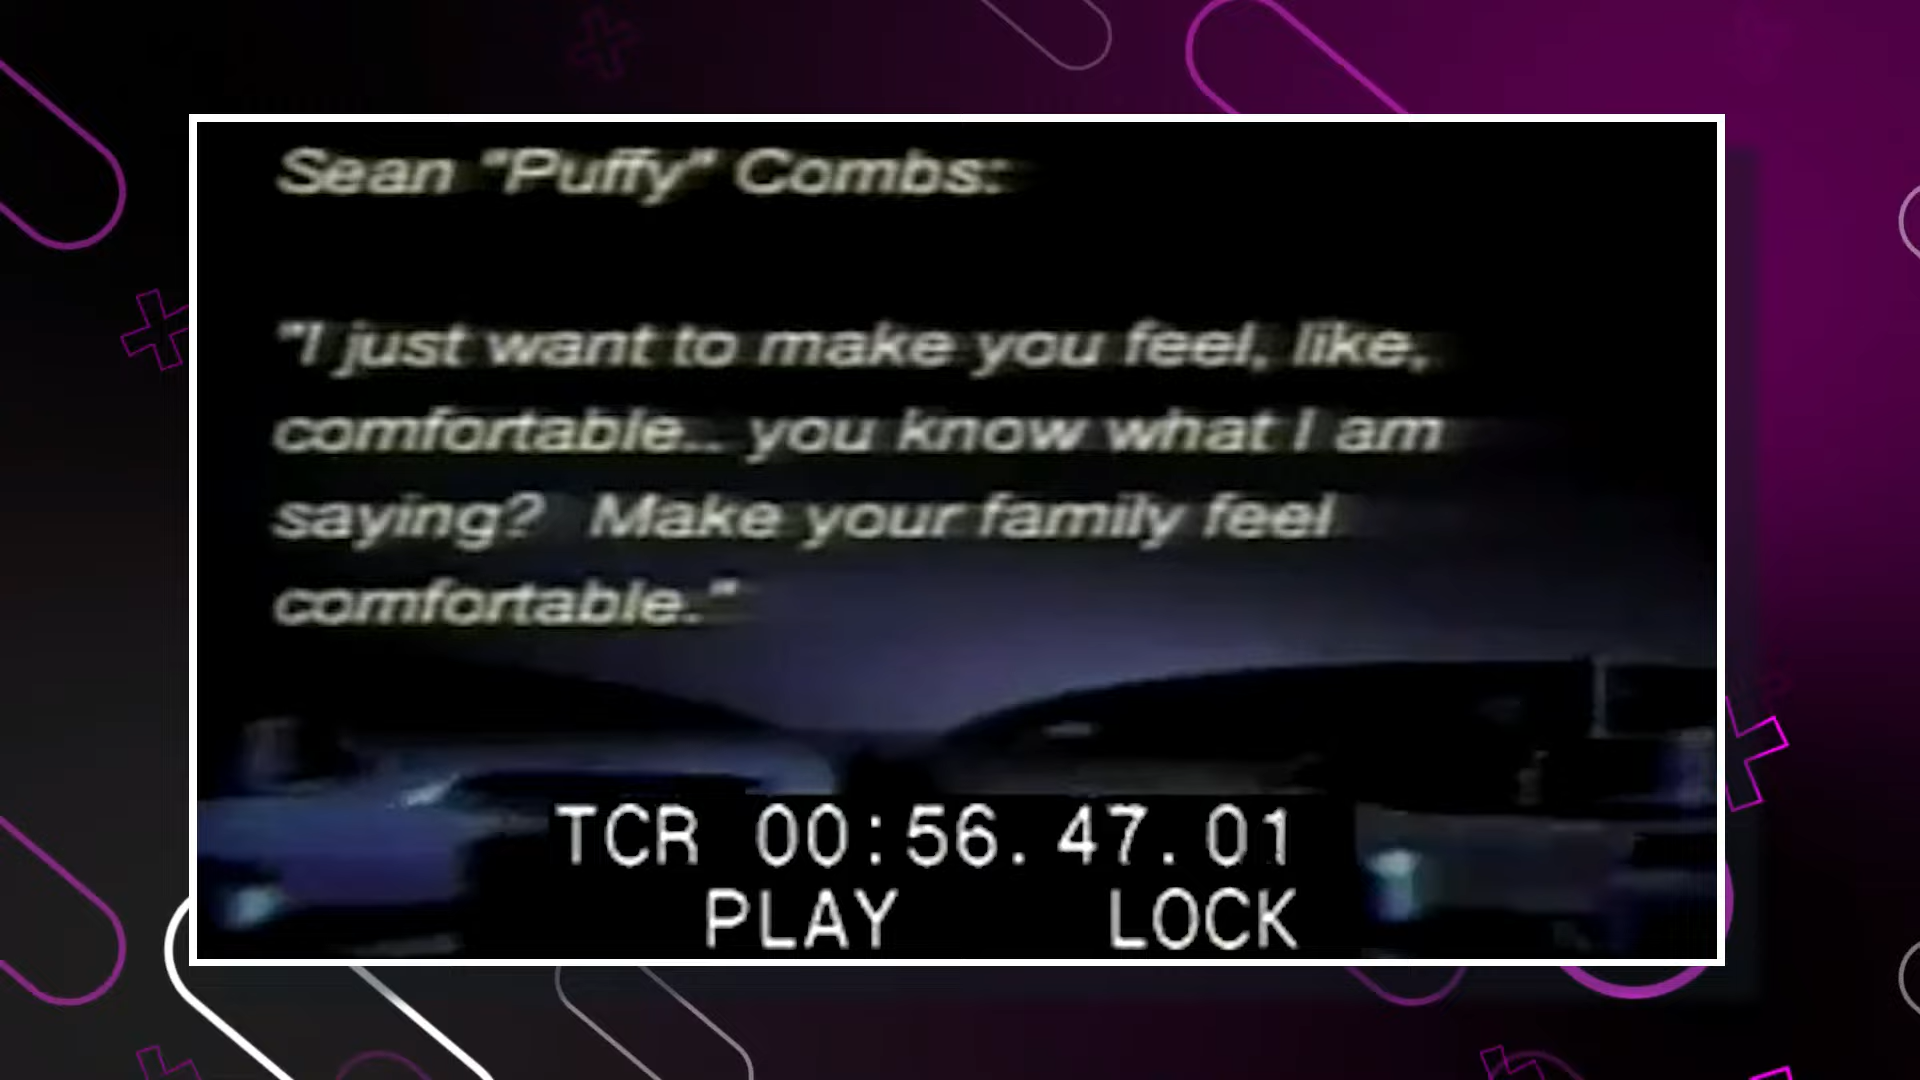 Sean "Puffy" Combs:
"I just want to make you feel, like,
comfortable... you know what I am
saying? Make your family feel
comfortable."
TCR 00:56.47.01
PLAY LOCK